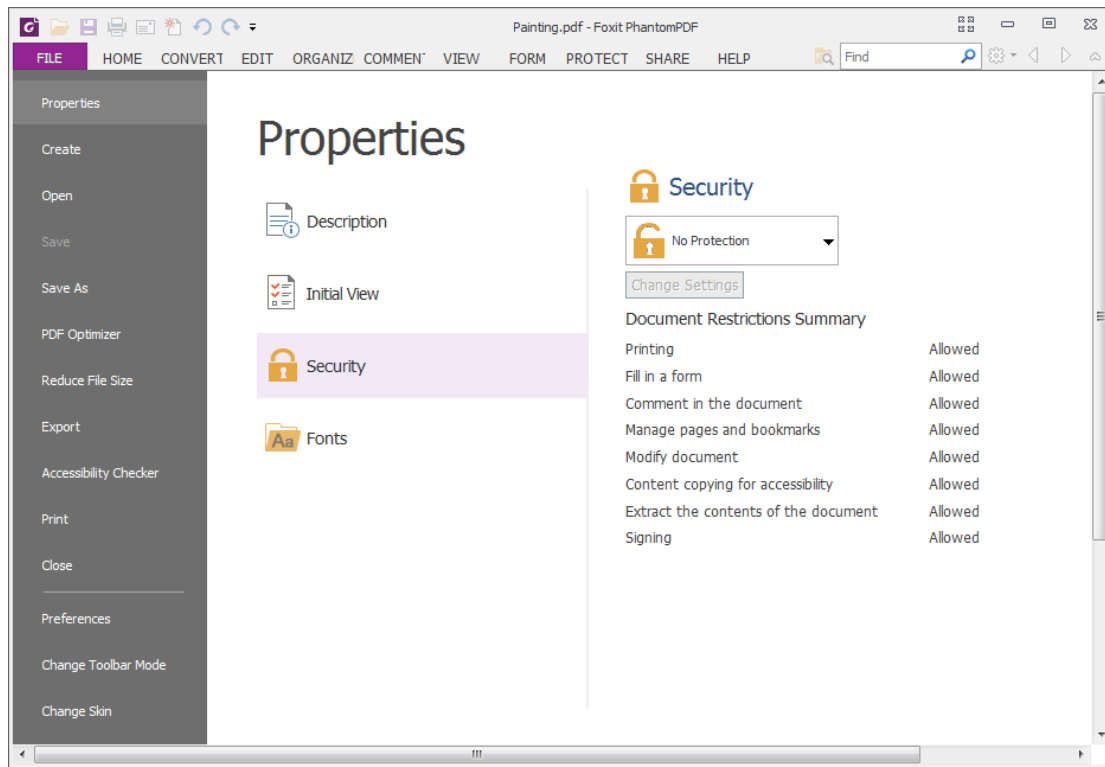 Painting.pdf - Foxit PhantomPDF
FILE HOME CONVERT EDIT ORGANIZ COMMEN' VIEW FORM PROTECT SHARE HELP Find
Properties
Create
Open
Save
Save As
PDF Optimizer
Reduce File Size
Export
Accessibility Checker
Print
Close
Preferences
Change Toolbar Mode
Change Skin
Properties
Description
Initial View
Security
Aa Fonts
Security
No Protection
Change Settings
Document Restrictions Summary
Printing Allowed
Fill in a form Allowed
Comment in the document Allowed
Manage pages and bookmarks Allowed
Modify document Allowed
Content copying for accessibility Allowed
Extract the contents of the document Allowed
Signing Allowed